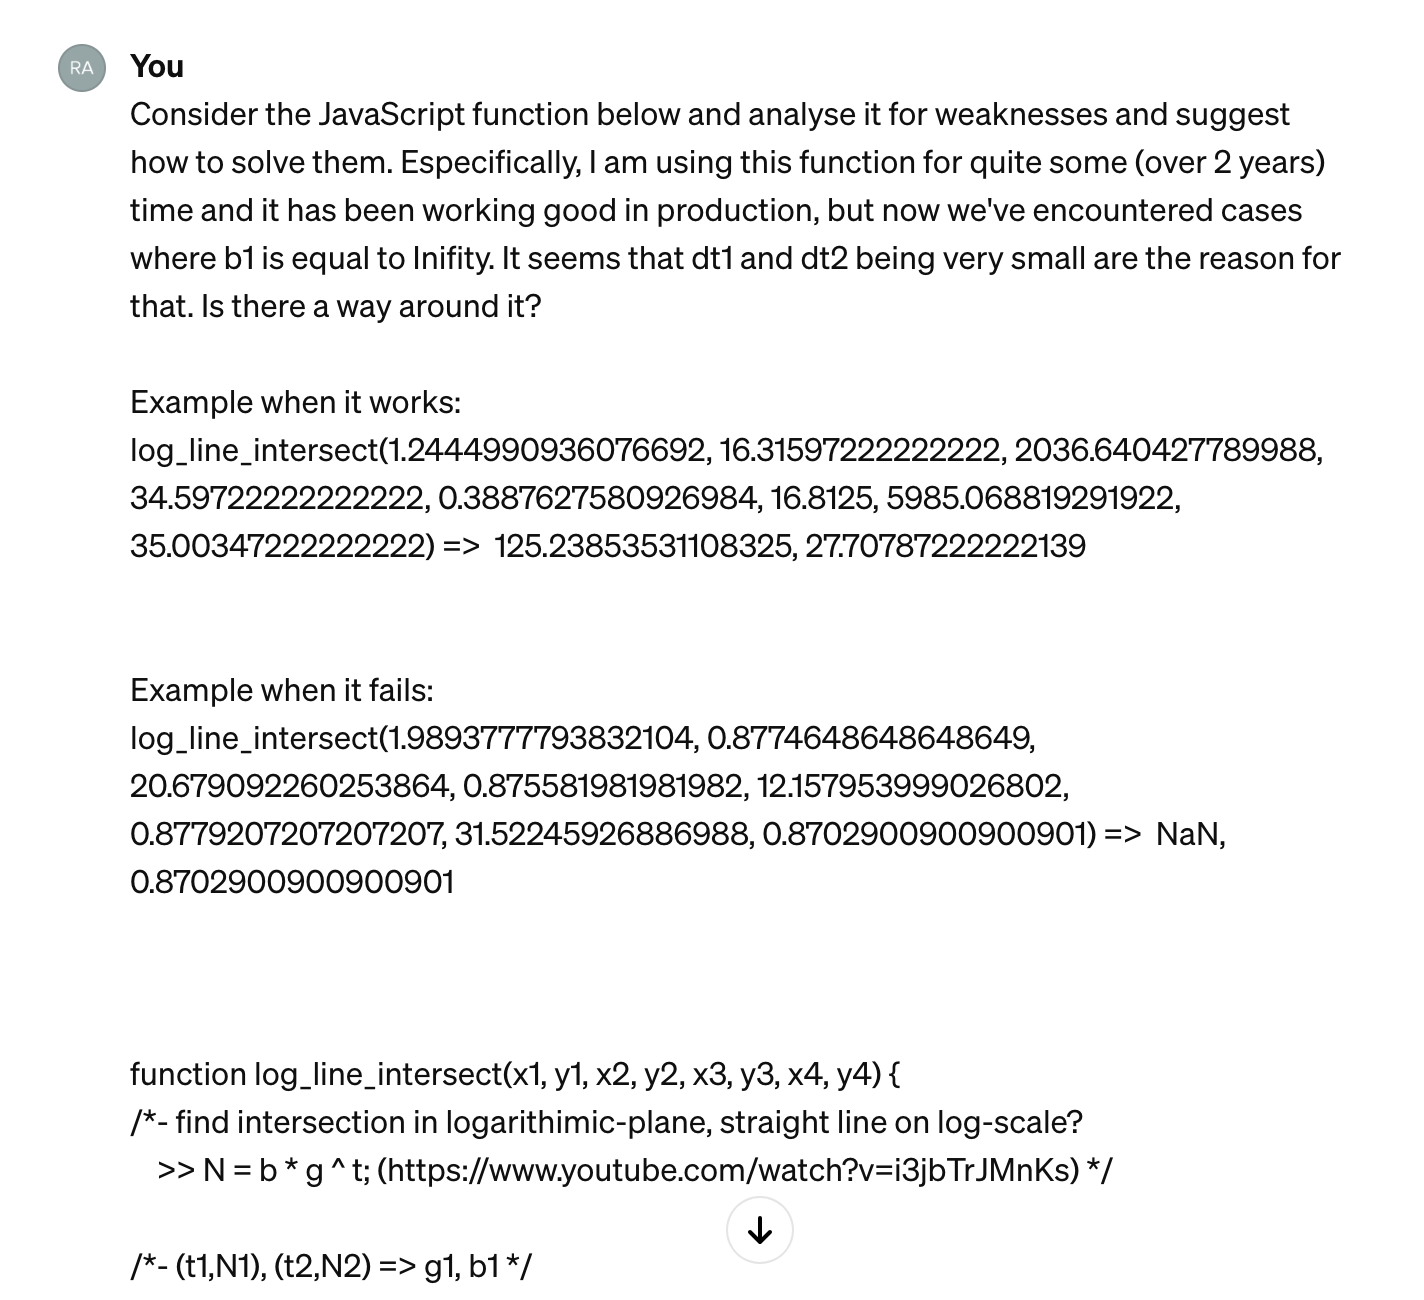 RA
You
Consider the JavaScript function below and analyse it for weaknesses and suggest
how to solve them. Especifically, I am using this function for quite some (over 2 years)
time and it has been working good in production, but now we've encountered cases
where b1 is equal to Inifity. It seems that dt1 and dt2 being very small are the reason for
that. Is there a way around it?
Example when it works:
log_line_intersect(1.2444990936076692, 16.31597222222222, 2036.640427789988,
34.59722222222222, 0.3887627580926984, 16.8125, 5985.068819291922,
35.00347222222222) => 125.23853531108325, 27.70787222222139
Example when it fails:
log_line_intersect(1.9893777793832104, 0.8774648648648649,
20.679092260253864, 0.875581981981982, 12.157953999026802,
0.8779207207207207, 31.52245926886988, 0.8702900900900901) => NaN,
0.8702900900900901
function log_line_intersect(x1, y1, x2, y2, x3, y3, x4, y4) {
/*- find intersection in logarithimic-plane, straight line on log-scale?
>> N = b * g ^ t; (https://www.youtube.com/watch?v=i3jbTrJMnKs) */
/*- (t1,N1), (t2,N2) => g1, b1 */